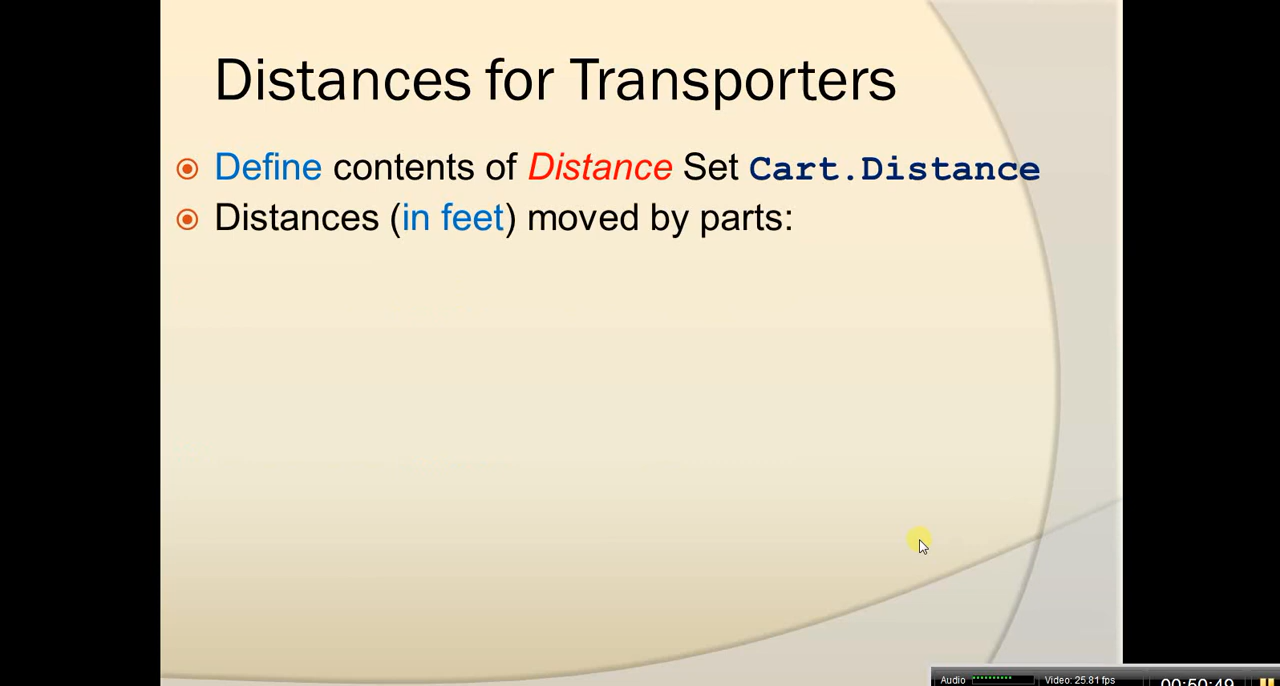 Distances for Transporters
Define contents of Distance Set Cart.Distance
Distances (in feet) moved by parts:
Audio Video: 25.81 fps 00:50:49